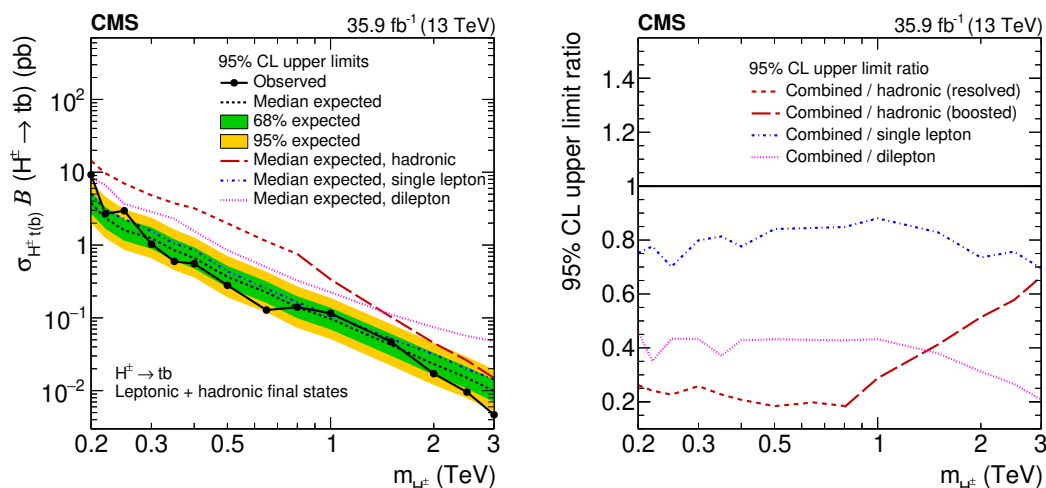 CMS 35.9 fb⁻¹ (13 TeV)
σ_H± t(b) B (H± → tb) (pb)
10²
10
1
10⁻¹
10⁻²
95% CL upper limits
Observed
Median expected
68% expected
95% expected
Median expected, hadronic
Median expected, single lepton
Median expected, dilepton
H± → tb
Leptonic + hadronic final states
0.2 0.3 0.5 1 2 3
m_H± (TeV)
CMS 35.9 fb⁻¹ (13 TeV)
95% CL upper limit ratio
1.4
1.2
1
0.8
0.6
0.4
0.2
95% CL upper limit ratio
Combined / hadronic (resolved)
Combined / hadronic (boosted)
Combined / single lepton
Combined / dilepton
0.2 0.3 0.5 1 2 3
m_H± (TeV)